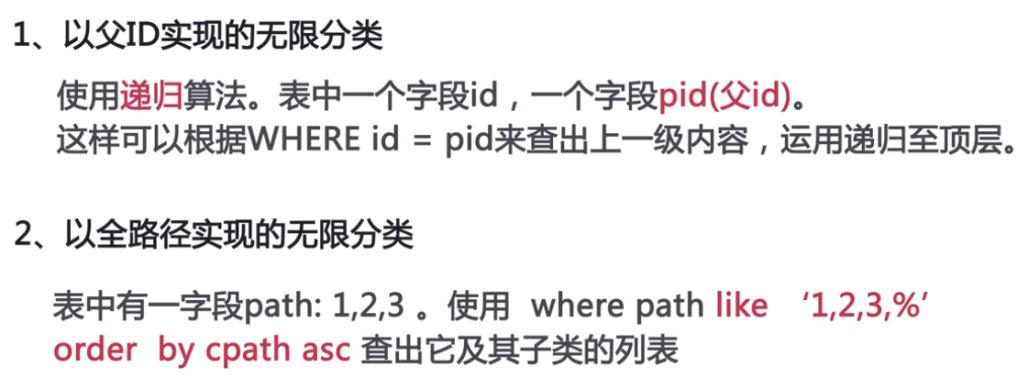 1、以父ID实现的无限分类
使用递归算法。表中一个字段id，一个字段pid(父id)。
这样可以根据WHERE id = pid来查出上一级内容，运用递归至顶层。
2、以全路径实现的无限分类
表中有一字段path: 1,2,3 。使用 where path like ‘1,2,3,%’
order by cpath asc 查出它及其子类的列表